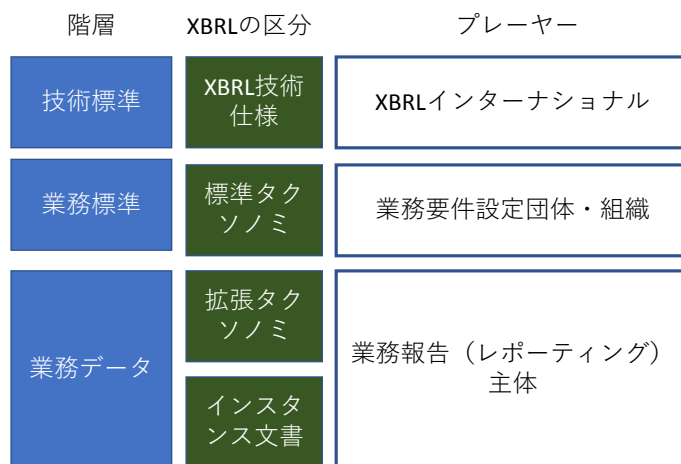 階層 XBRLの区分 プレーヤー
技術標準
XBRL技術
仕様
XBRLインターナショナル
業務標準
標準タク
ソノミ
業務要件設定団体・組織
業務データ
拡張タク
ソノミ
インスタ
ンス文書
業務報告（レポーティング）
主体